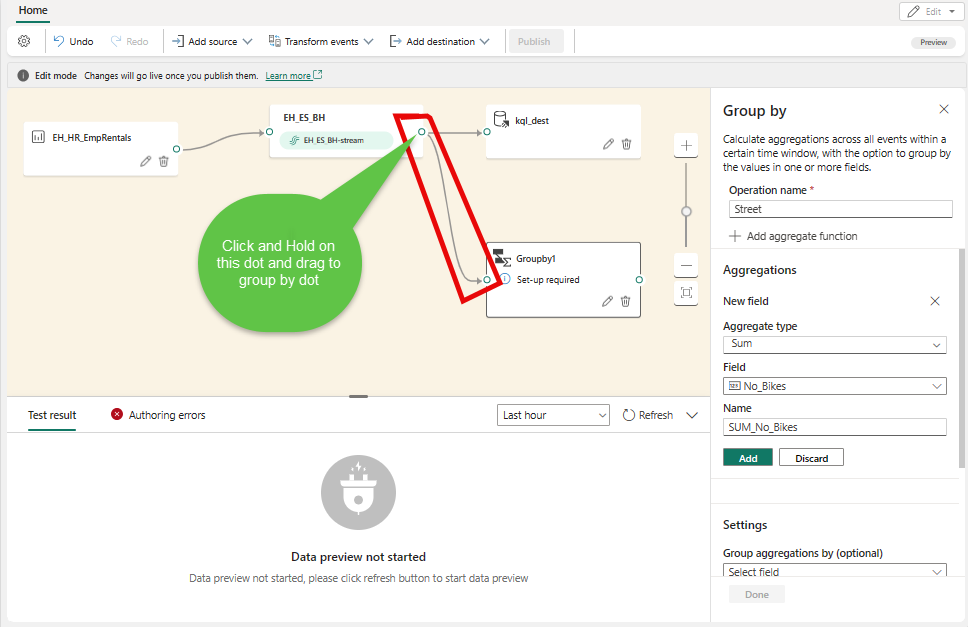 Home
Edit
Undo
Redo
Add source
Transform events
Add destination
Publish
Preview
Edit mode
Changes will go live once you publish them.
Learn more
EH_HR_EmpRentals
EH_ES_BH
EH_ES_BH-stream
kql_dest
Click and Hold on
this dot and drag to
group by dot
Groupby1
Set-up required
Test result
Authoring errors
Last hour
Refresh
Data preview not started
Data preview not started, please click refresh button to start data preview
Group by
Calculate aggregations across all events within a
certain time window, with the option to group by
the values in one or more fields.
Operation name *
Street
Add aggregate function
Aggregations
New field
Aggregate type
Sum
Field
No_Bikes
Name
SUM_No_Bikes
Add
Discard
Settings
Group aggregations by (optional)
Select field
Done